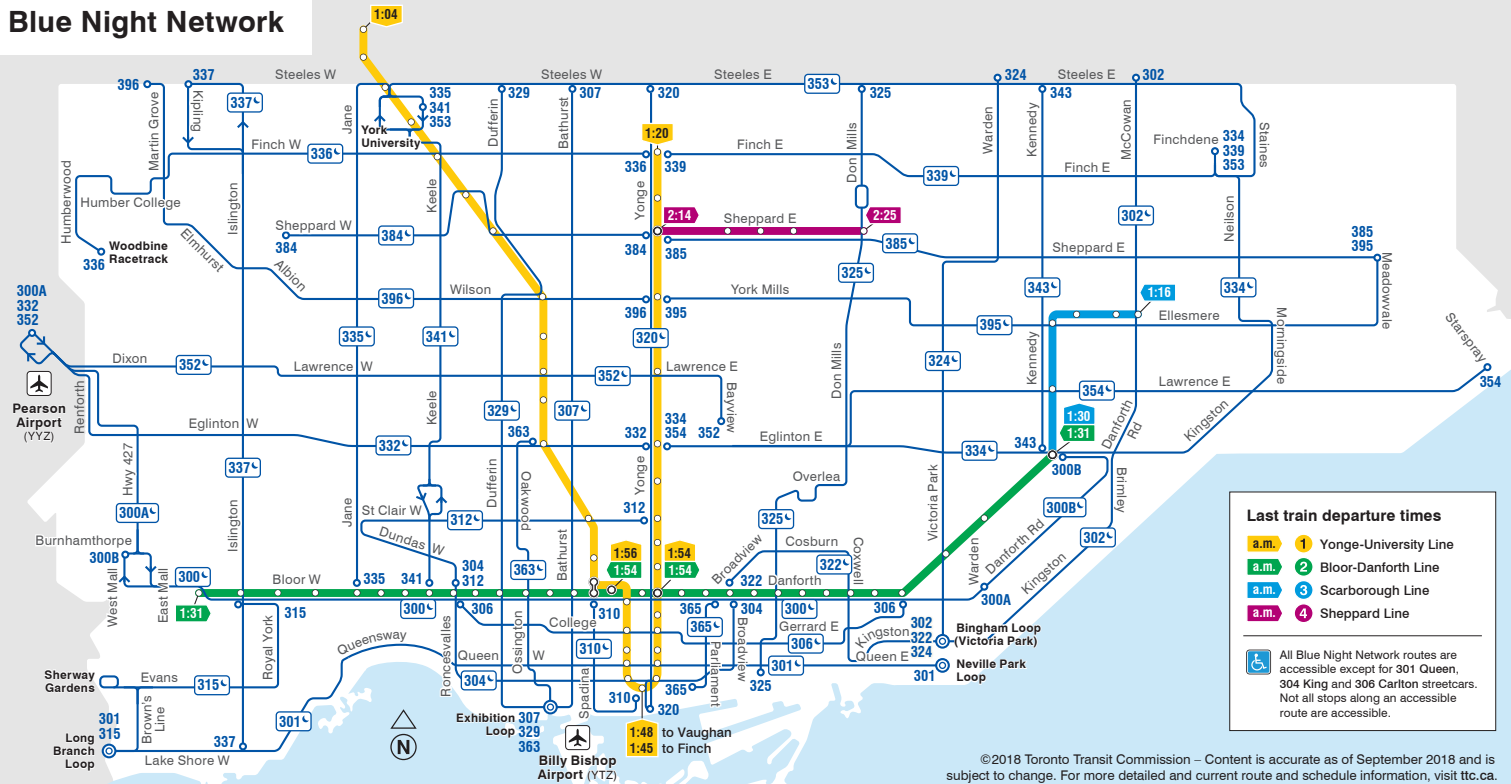 Blue Night Network
1:04
396
337
Steeles W
Steeles W
Steeles E
353
324
Steeles E
302
337
335
341
353
329
307
320
325
343
Martin Grove
Kipling
Jane
York
University
Dufferin
Bathurst
1:20
Don Mills
Warden
Kennedy
McCowan
Finchdene
334
339
353
Staines
Finch W
336
336
339
Finch E
339
Finch E
Humberwood
Humber College
Islington
Keele
Yonge
2:14
Sheppard E
2:25
302
Neilson
Sheppard W
384
384
384
385
385
Sheppard E
385
395
Woodbine
Racetrack
336
Elmhurst
Albion
396
Wilson
396
395
York Mills
325
343
334
1:16
Ellesmere
Meadowvale
300A
332
352
335
341
320
395
324
Morningside
Starspray
354
Dixon
352
Lawrence W
352
Lawrence E
Bayview
352
Don Mills
Kennedy
354
Lawrence E
Pearson
Airport
(YYZ)
Renforth
Keele
329
307
363
Eglinton W
332
332
334
354
Eglinton E
334
343
1:30
1:31
300B
Danforth
Rd
Kingston
Hwy 427
337
Dufferin
Oakwood
Yonge
Overlea
Victoria Park
Brimley
300A
Jane
St Clair W
312
312
325
300B
Burnhamthorpe
300B
Islington
Dundas W
Bathurst
1:56
1:54
1:54
1:54
Broadview
Cosburn
322
Coxwell
Warden
Danforth Rd
302
Kingston
West Mall
East Mall
300
Bloor W
335
341
304
312
363
322
Danforth
1:31
315
300
306
310
365
304
300
306
300A
Royal York
Roncesvalles
Ossington
College
310
365
Parliament
Broadview
Gerrard E
306
Kingston
302
322
324
Bingham Loop
(Victoria Park)
Queensway
Queen
W
304
301
Queen E
301
Neville Park
Loop
Sherway
Gardens
Evans
315
Spadina
310
365
320
325
Brown's
Line
301
315
Long
Branch
Loop
337
Lake Shore W
301
N
Exhibition
Loop
307
329
363
Billy Bishop
Airport (YTZ)
1:48
1:45
to Vaughan
to Finch
Last train departure times
a.m. 1 Yonge-University Line
a.m. 2 Bloor-Danforth Line
a.m. 3 Scarborough Line
a.m. 4 Sheppard Line
All Blue Night Network routes are
accessible except for 301 Queen,
304 King and 306 Carlton streetcars.
Not all stops along an accessible
route are accessible.
©2018 Toronto Transit Commission – Content is accurate as of September 2018 and is
subject to change. For more detailed and current route and schedule information, visit ttc.ca.